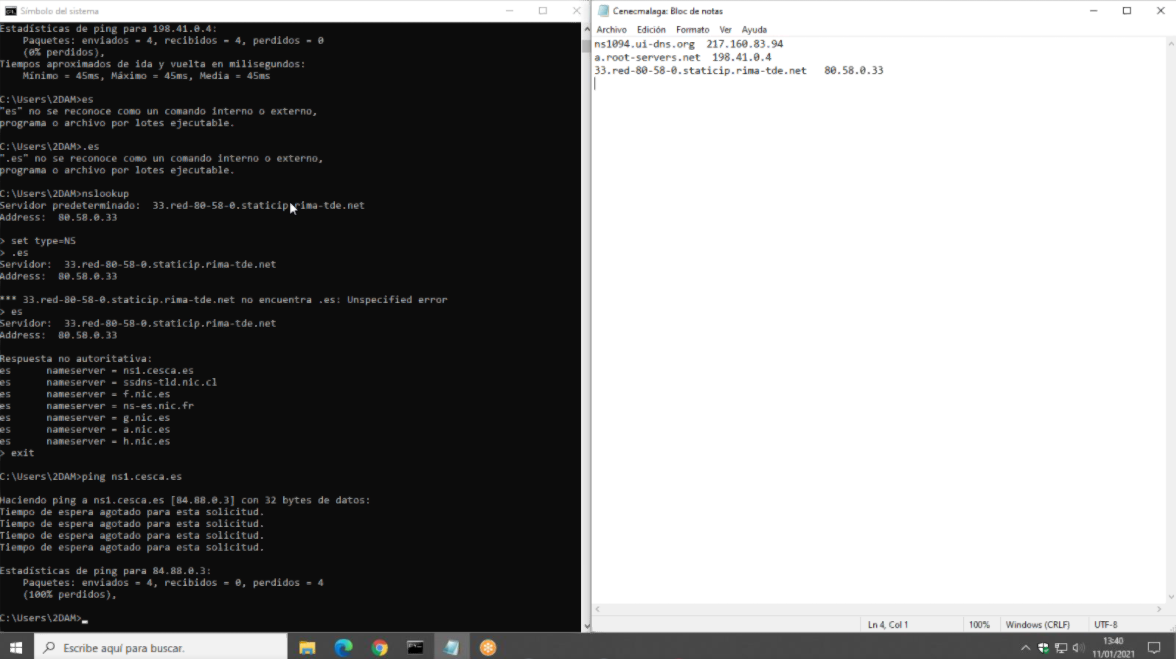 Símbolo del sistema
Estadísticas de ping para 198.41.0.4:
    Paquetes: enviados = 4, recibidos = 4, perdidos = 0
    (0% perdidos),
Tiempos aproximados de ida y vuelta en milisegundos:
    Mínimo = 45ms, Máximo = 45ms, Media = 45ms
C:\Users\2DAM>es
"es" no se reconoce como un comando interno o externo,
programa o archivo por lotes ejecutable.
C:\Users\2DAM>.es
".es" no se reconoce como un comando interno o externo,
programa o archivo por lotes ejecutable.
C:\Users\2DAM>nslookup
Servidor predeterminado:  33.red-80-58-0.staticip.rima-tde.net
Address:  80.58.0.33
> set type=NS
> .es
Servidor:  33.red-80-58-0.staticip.rima-tde.net
Address:  80.58.0.33
*** 33.red-80-58-0.staticip.rima-tde.net no encuentra .es: Unspecified error
> es
Servidor:  33.red-80-58-0.staticip.rima-tde.net
Address:  80.58.0.33
Respuesta no autoritativa:
es      nameserver = ns1.cesca.es
es      nameserver = ssdns-tld.nic.cl
es      nameserver = f.nic.es
es      nameserver = ns-es.nic.fr
es      nameserver = g.nic.es
es      nameserver = a.nic.es
es      nameserver = h.nic.es
> exit
C:\Users\2DAM>ping ns1.cesca.es
Haciendo ping a ns1.cesca.es [84.88.0.3] con 32 bytes de datos:
Tiempo de espera agotado para esta solicitud.
Tiempo de espera agotado para esta solicitud.
Tiempo de espera agotado para esta solicitud.
Tiempo de espera agotado para esta solicitud.
Estadísticas de ping para 84.88.0.3:
    Paquetes: enviados = 4, recibidos = 0, perdidos = 4
    (100% perdidos),
C:\Users\2DAM>_
Cenecmalaga: Bloc de notas
Archivo Edición Formato Ver Ayuda
ns1094.ui-dns.org  217.160.83.94
a.root-servers.net  198.41.0.4
33.red-80-58-0.staticip.rima-tde.net   80.58.0.33
Ln 4, Col 1 100% Windows (CRLF) UTF-8
Escribe aquí para buscar.
13:40
11/01/2021